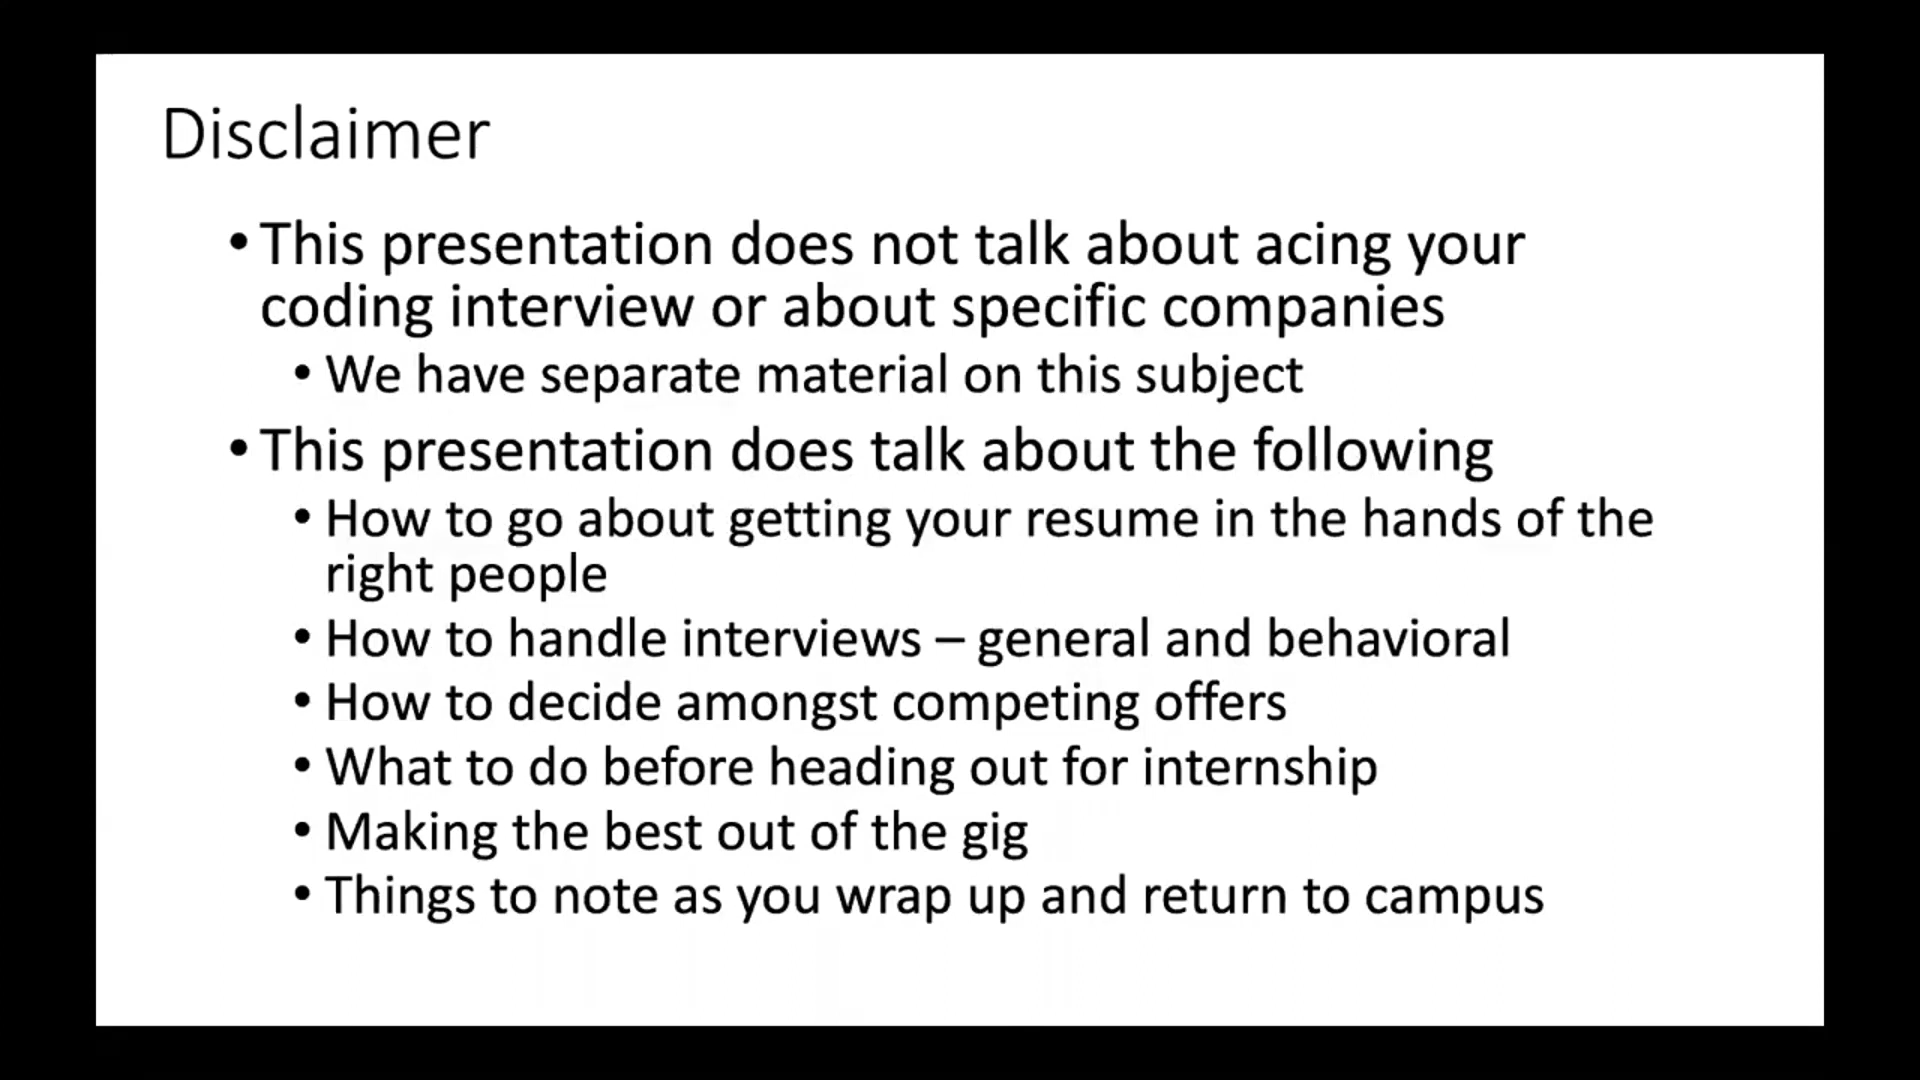 Disclaimer
• This presentation does not talk about acing your
coding interview or about specific companies
• We have separate material on this subject
• This presentation does talk about the following
• How to go about getting your resume in the hands of the
right people
• How to handle interviews – general and behavioral
• How to decide amongst competing offers
• What to do before heading out for internship
• Making the best out of the gig
• Things to note as you wrap up and return to campus